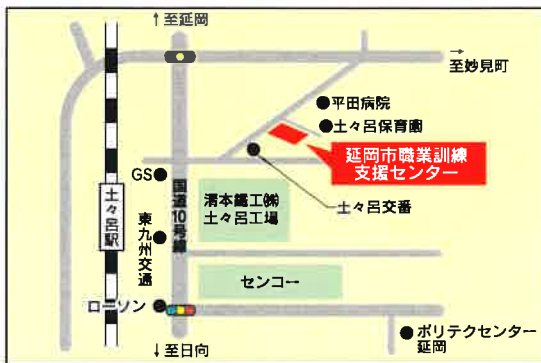 ↑至延岡
→
至妙見町
●平田病院
●土々呂保育園
延岡市職業訓練
支援センター
GS
土々呂交番
清本鐵工㈱
土々呂工場
国道10号線
土々呂駅
東九州交通
センコー
ローソン
↓至日向
ポリテクセンター
延岡